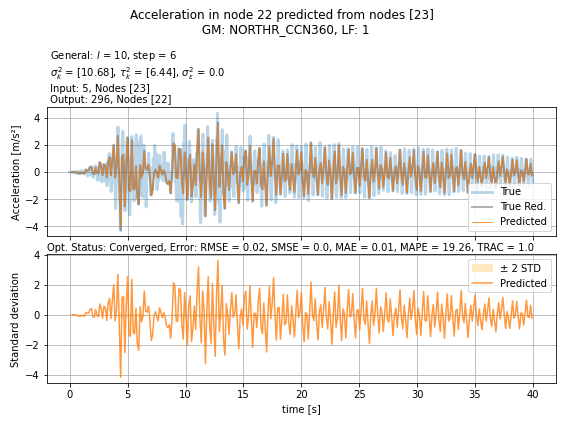 Acceleration in node 22 predicted from nodes [23]
GM: NORTHR_CCN360, LF: 1
General: l = 10, step = 6
σ²ₖ = [10.68], τ²ₖ = [6.44], σ²ε = 0.0
Input: 5, Nodes [23]
Output: 296, Nodes [22]
Acceleration [m/s²]
4
2
0
−2
−4
True
True Red.
Predicted
Opt. Status: Converged, Error: RMSE = 0.02, SMSE = 0.0, MAE = 0.01, MAPE = 19.26, TRAC = 1.0
Standard deviation
4
2
0
−2
−4
± 2 STD
Predicted
0 5 10 15 20 25 30 35 40
time [s]